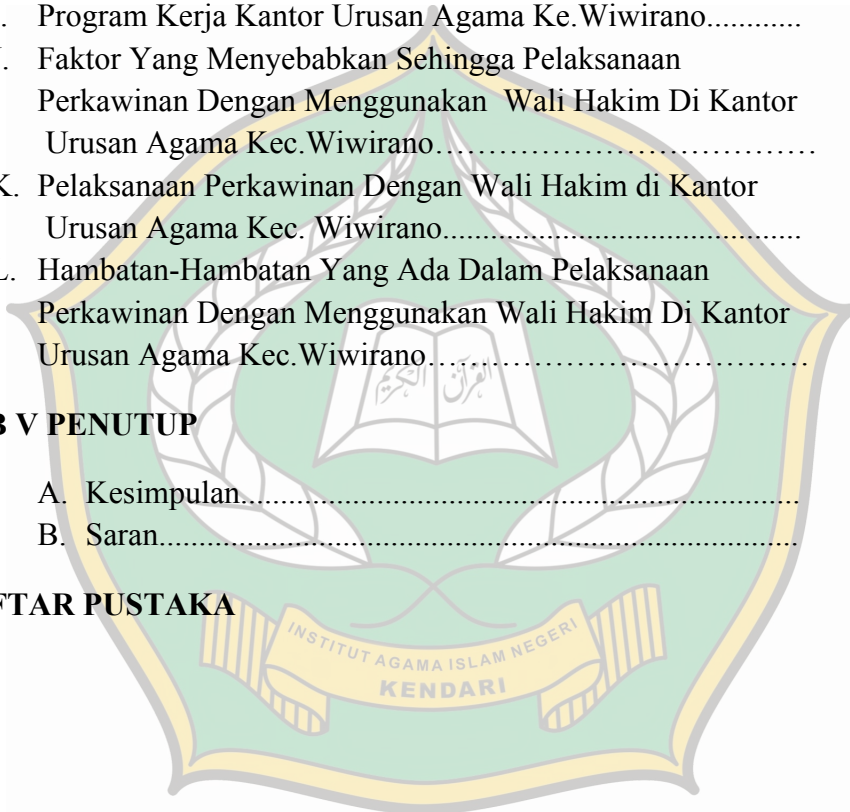 . Program Kerja Kantor Urusan Agama Ke.Wiwirano............
. Faktor Yang Menyebabkan Sehingga Pelaksanaan
Perkawinan Dengan Menggunakan Wali Hakim Di Kantor
Urusan Agama Kec.Wiwirano……………………………
K. Pelaksanaan Perkawinan Dengan Wali Hakim di Kantor
Urusan Agama Kec. Wiwirano.............................................
L. Hambatan-Hambatan Yang Ada Dalam Pelaksanaan
Perkawinan Dengan Menggunakan Wali Hakim Di Kantor
Urusan Agama Kec.Wiwirano……………………………
القرآن الكريم
V PENUTUP
A. Kesimpulan......................................................................
B. Saran................................................................................
FTAR PUSTAKA
INSTITUT AGAMA ISLAM NEGERI
KENDARI